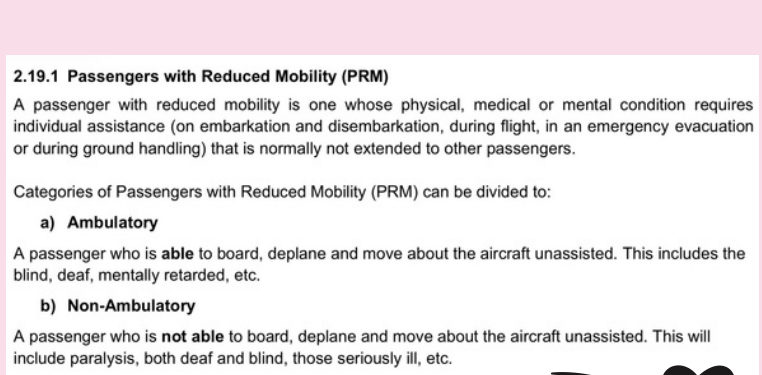 2.19.1 Passengers with Reduced Mobility (PRM)
A passenger with reduced mobility is one whose physical, medical or mental condition requires
individual assistance (on embarkation and disembarkation, during flight, in an emergency evacuation
or during ground handling) that is normally not extended to other passengers.
Categories of Passengers with Reduced Mobility (PRM) can be divided to:
a) Ambulatory
A passenger who is able to board, deplane and move about the aircraft unassisted. This includes the
blind, deaf, mentally retarded, etc.
b) Non-Ambulatory
A passenger who is not able to board, deplane and move about the aircraft unassisted. This will
include paralysis, both deaf and blind, those seriously ill, etc.